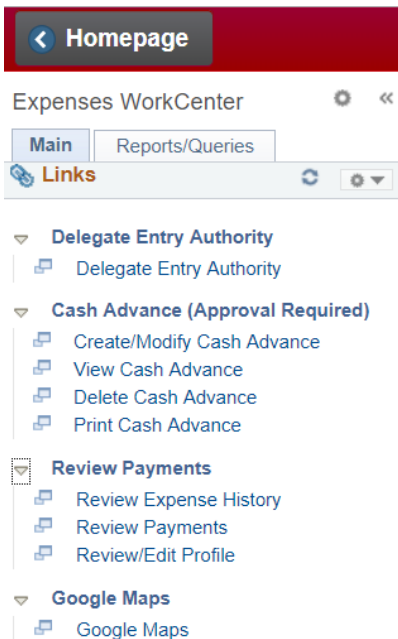 Homepage
Expenses WorkCenter
Main Reports/Queries
Links
Delegate Entry Authority
Delegate Entry Authority
Cash Advance (Approval Required)
Create/Modify Cash Advance
View Cash Advance
Delete Cash Advance
Print Cash Advance
Review Payments
Review Expense History
Review Payments
Review/Edit Profile
Google Maps
Google Maps